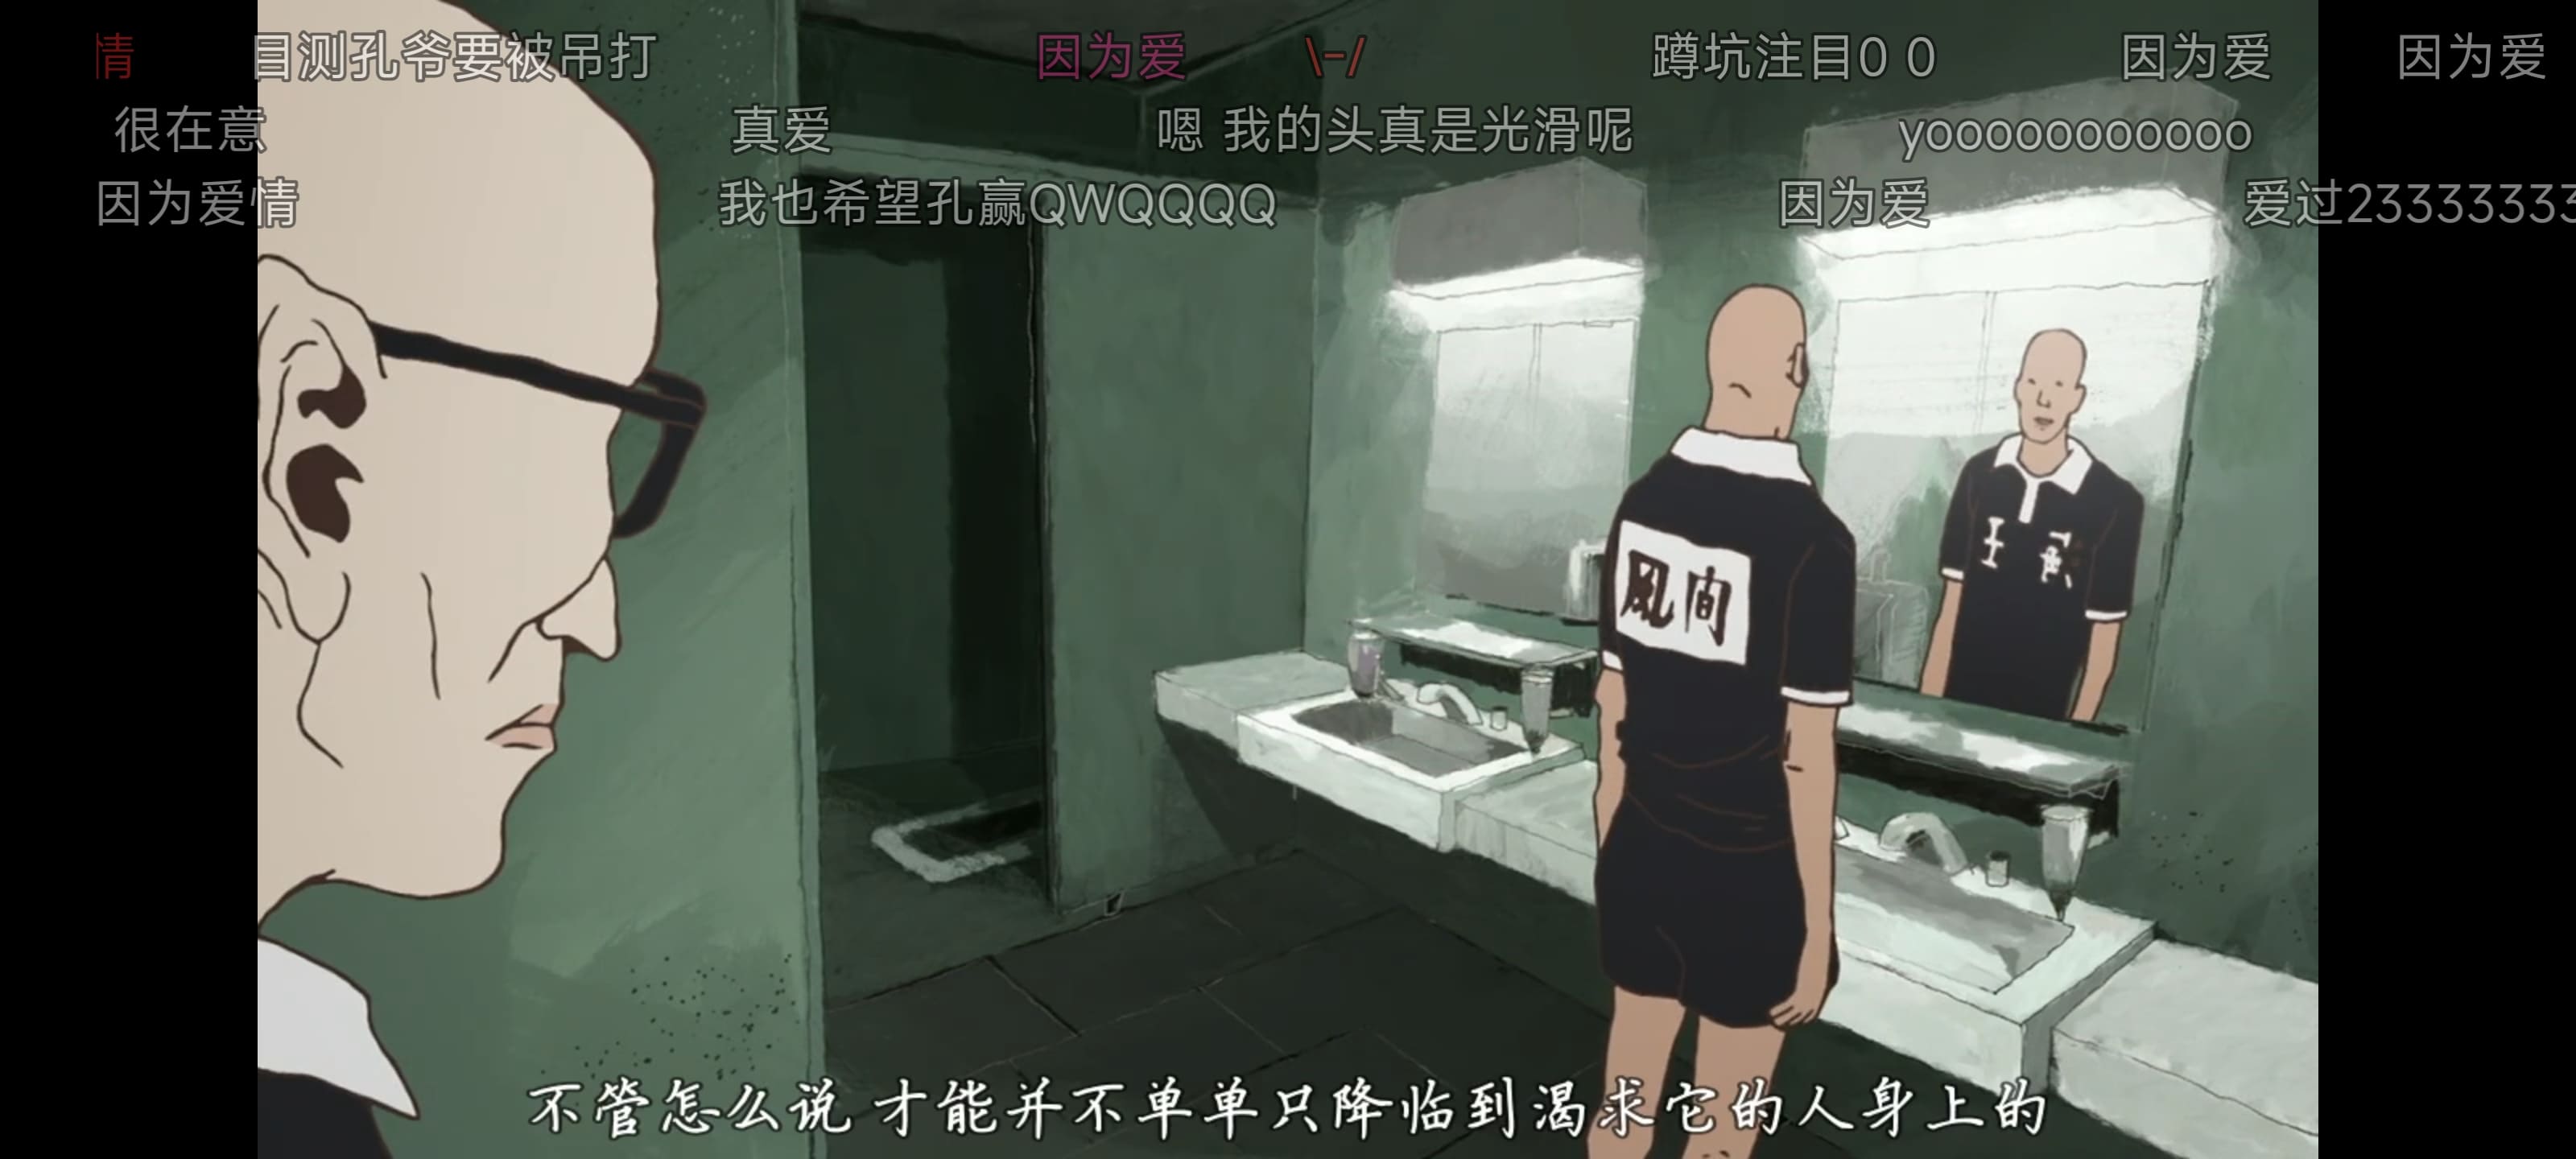 情 目测孔爷要被吊打 因为爱 \-/ 蹲坑注目0 0 因为爱 因为爱
很在意 真爱 嗯 我的头真是光滑呢 yooooooooooo
因为爱情 我也希望孔赢QWQQQQ 因为爱 爱过23333333
風間
不管怎么说 才能并不单单只降临到渴求它的人身上的